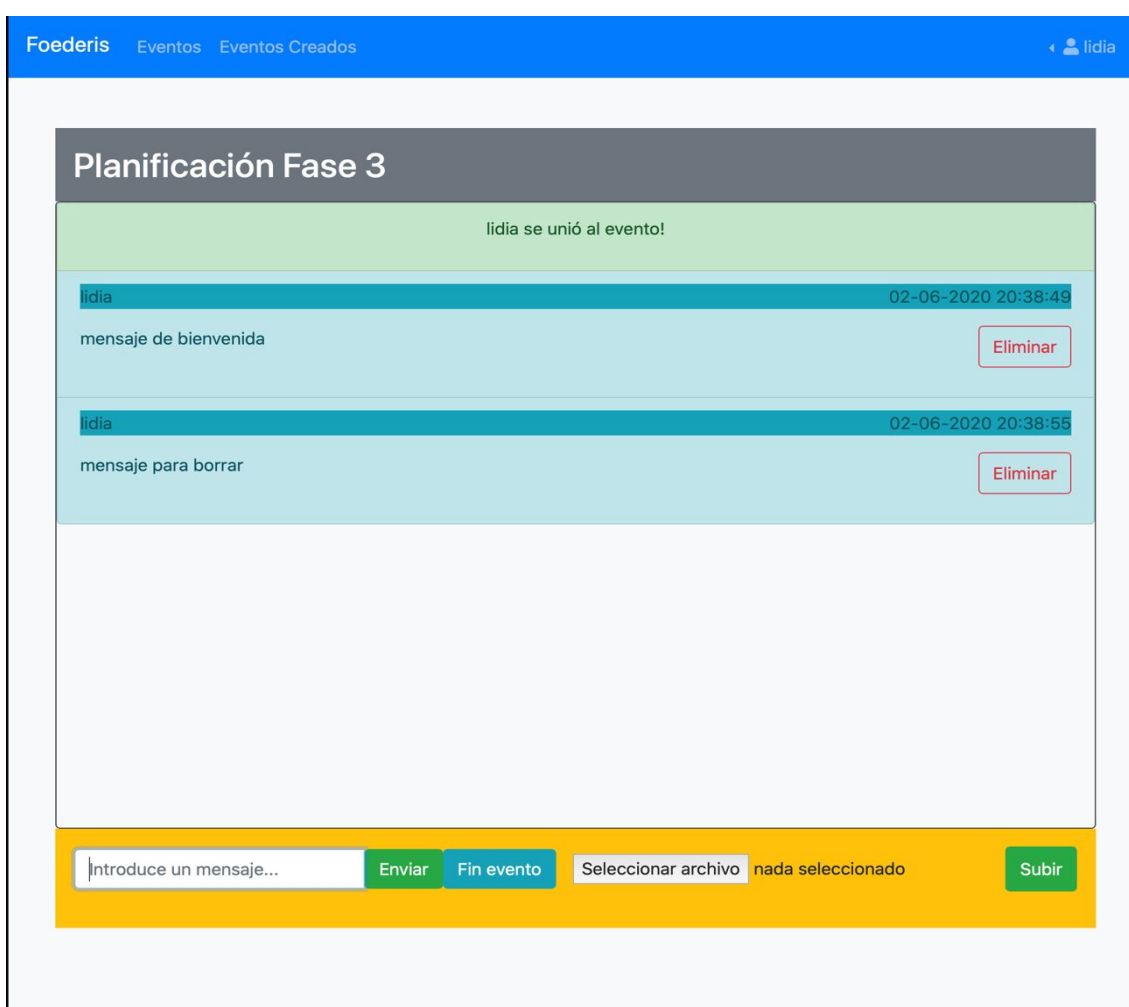 Foederis Eventos Eventos Creados lidia
Planificación Fase 3
lidia se unió al evento!
lidia 02-06-2020 20:38:49
mensaje de bienvenida Eliminar
lidia 02-06-2020 20:38:55
mensaje para borrar Eliminar
Introduce un mensaje... Enviar Fin evento Seleccionar archivo nada seleccionado Subir